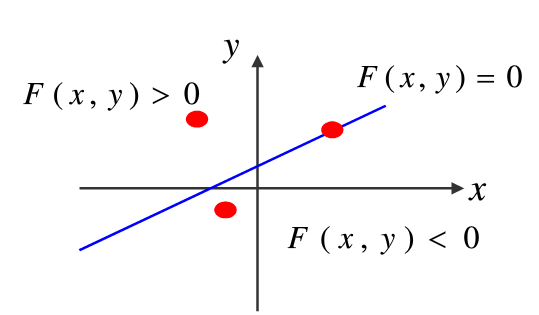 y
F ( x , y ) = 0
F ( x , y ) > 0
x
F ( x , y ) < 0